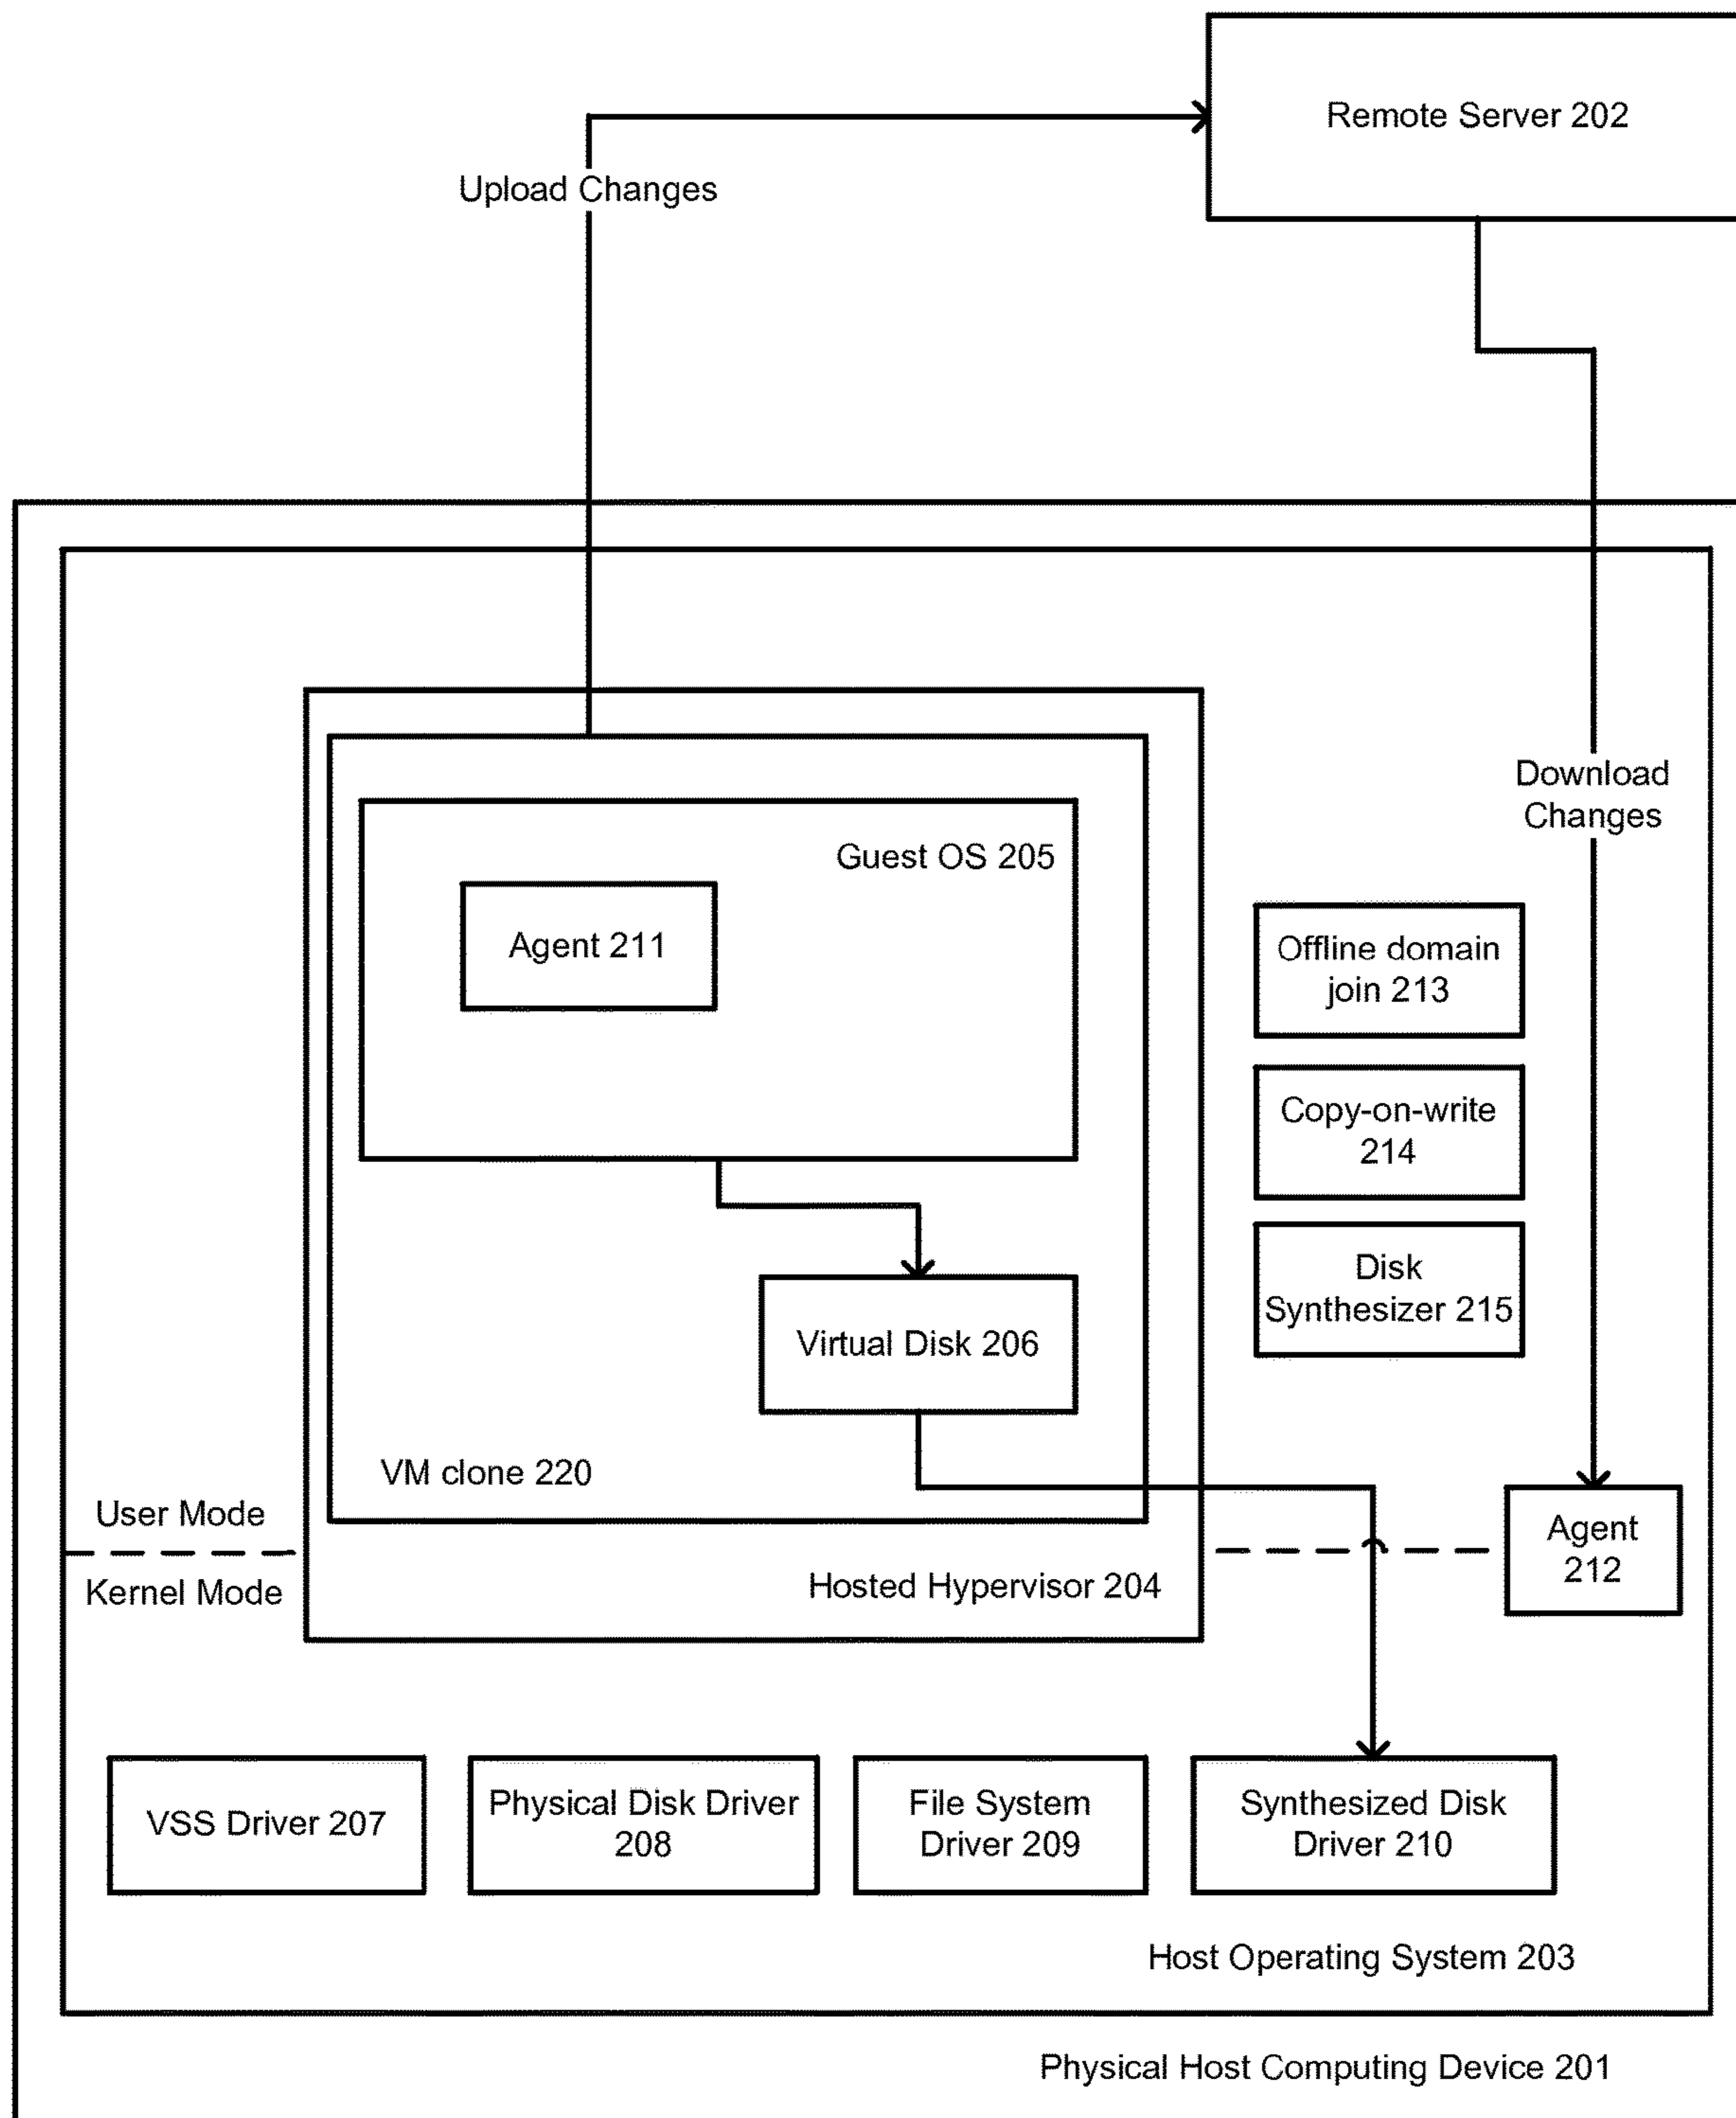 Remote Server 202
Upload Changes
Download
Changes
Guest OS 205
Agent 211
Offline domain
join 213
Copy-on-write
214
Disk
Synthesizer 215
Virtual Disk 206
VM clone 220
User Mode
Kernel Mode
Agent
212
Hosted Hypervisor 204
VSS Driver 207
Physical Disk Driver
208
File System
Driver 209
Synthesized Disk
Driver 210
Host Operating System 203
Physical Host Computing Device 201